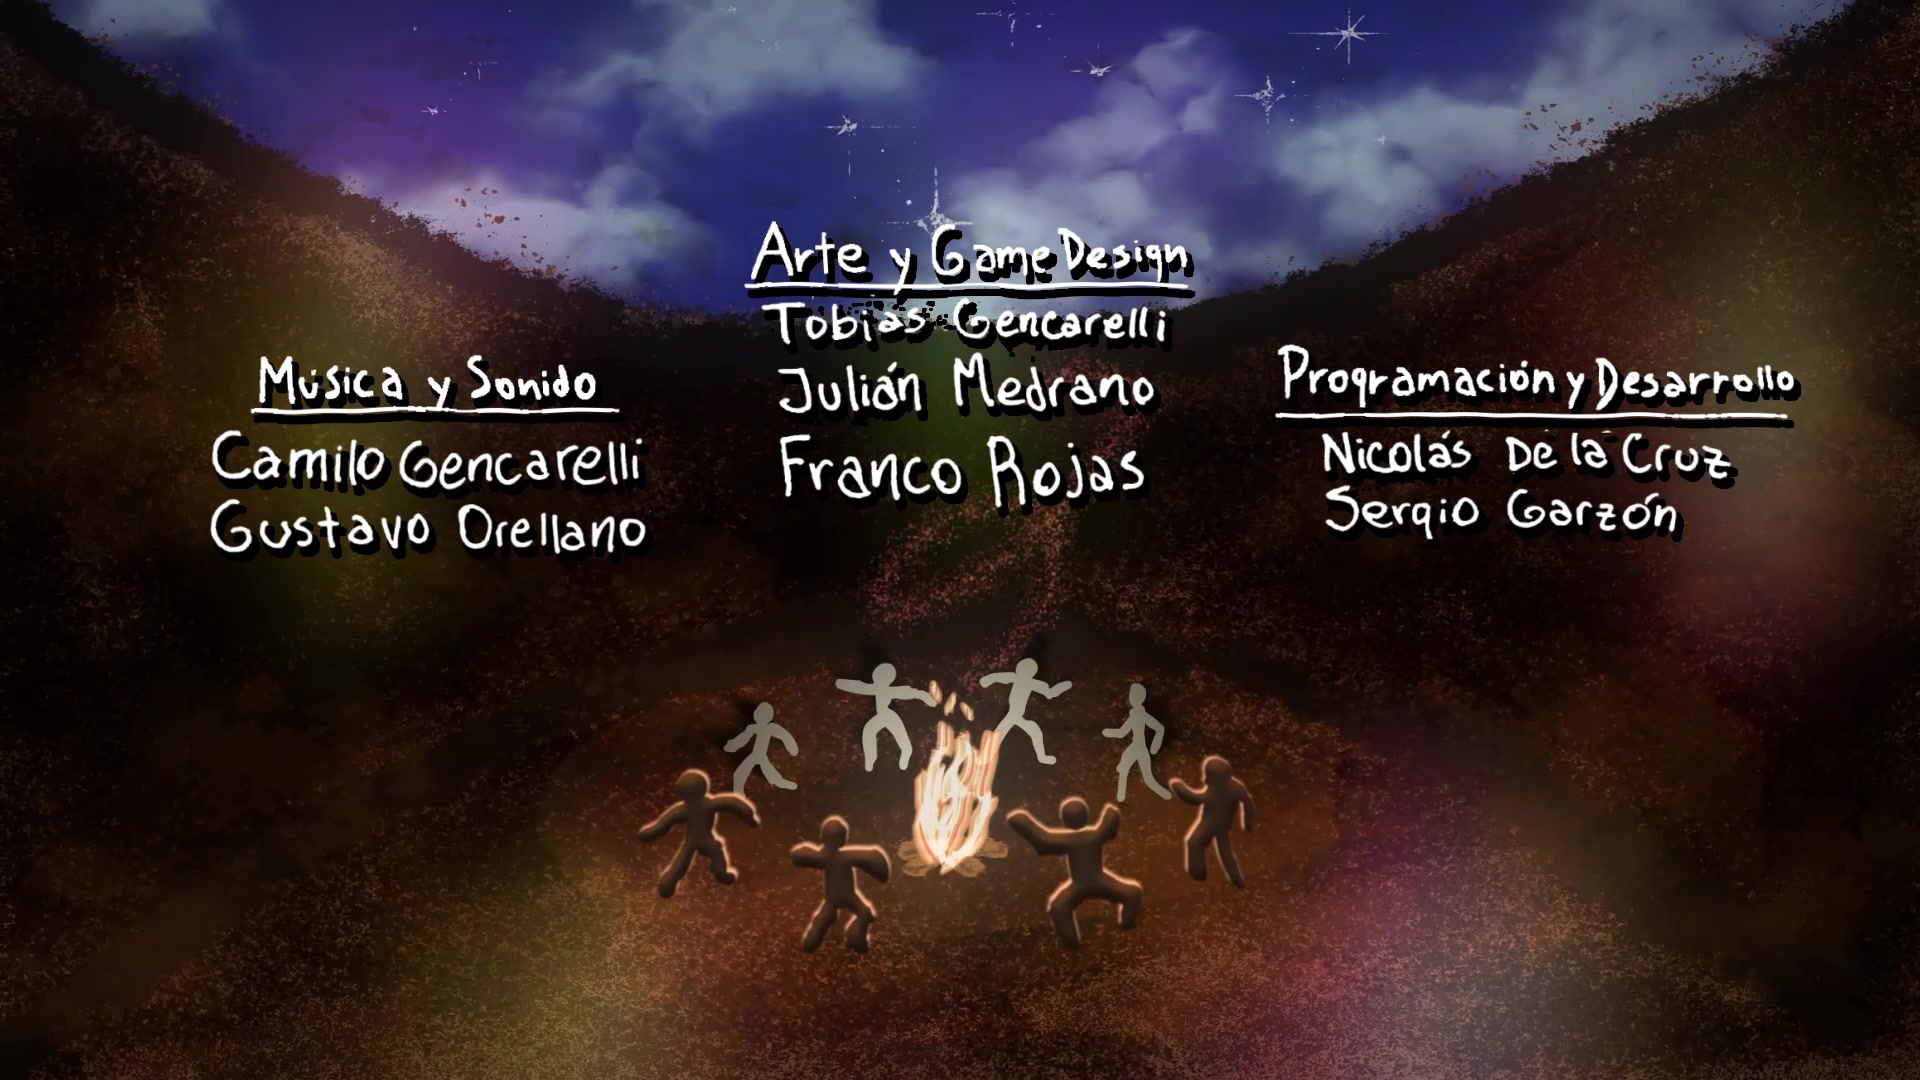 Música y Sonido
Camilo Gencarelli
Gustavo Orellano
Arte y Game Design
Tobias Gencarelli
Julián Medrano
Franco Rojas
Programación y Desarrollo
Nicolás De la Cruz
Sergio Garzón